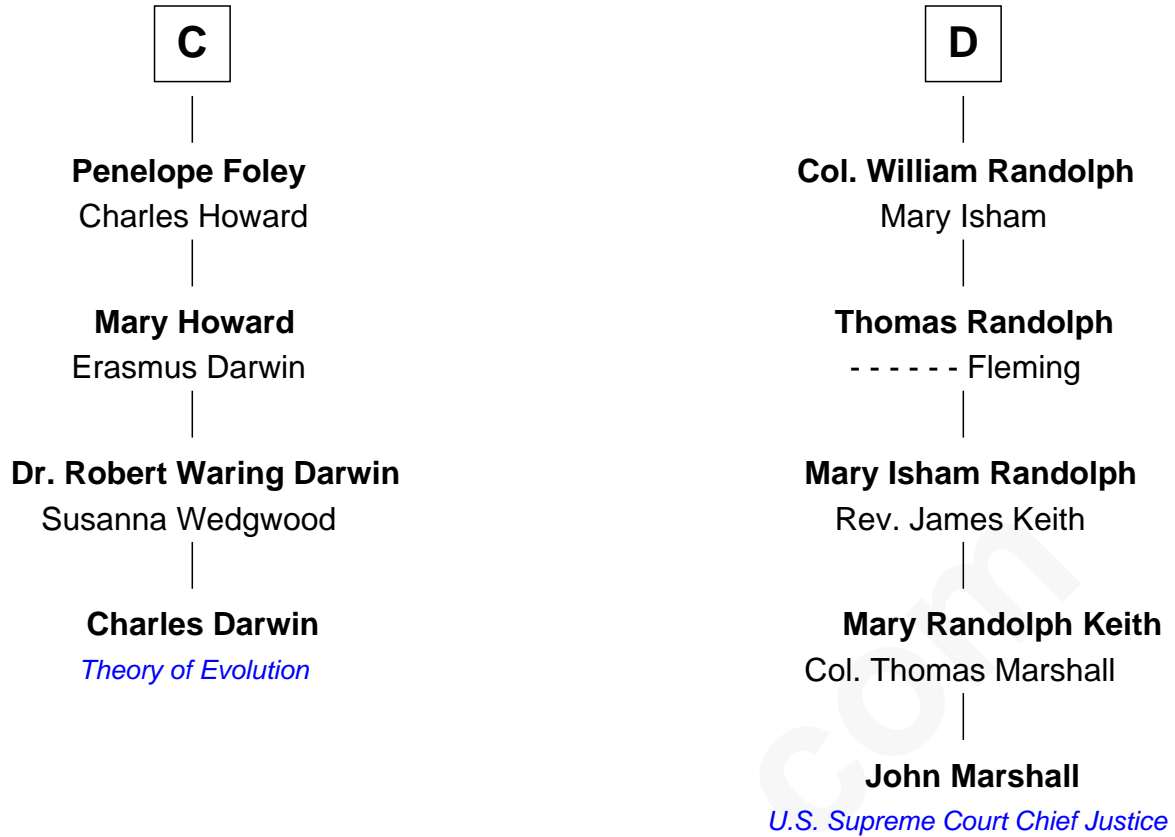 C
Penelope Foley
Charles Howard
Mary Howard
Erasmus Darwin
Dr. Robert Waring Darwin
Susanna Wedgwood
Charles Darwin
Theory of Evolution
D
Col. William Randolph
Mary Isham
Thomas Randolph
- - - - - - Fleming
Mary Isham Randolph
Rev. James Keith
Mary Randolph Keith
Col. Thomas Marshall
John Marshall
U.S. Supreme Court Chief Justice
com